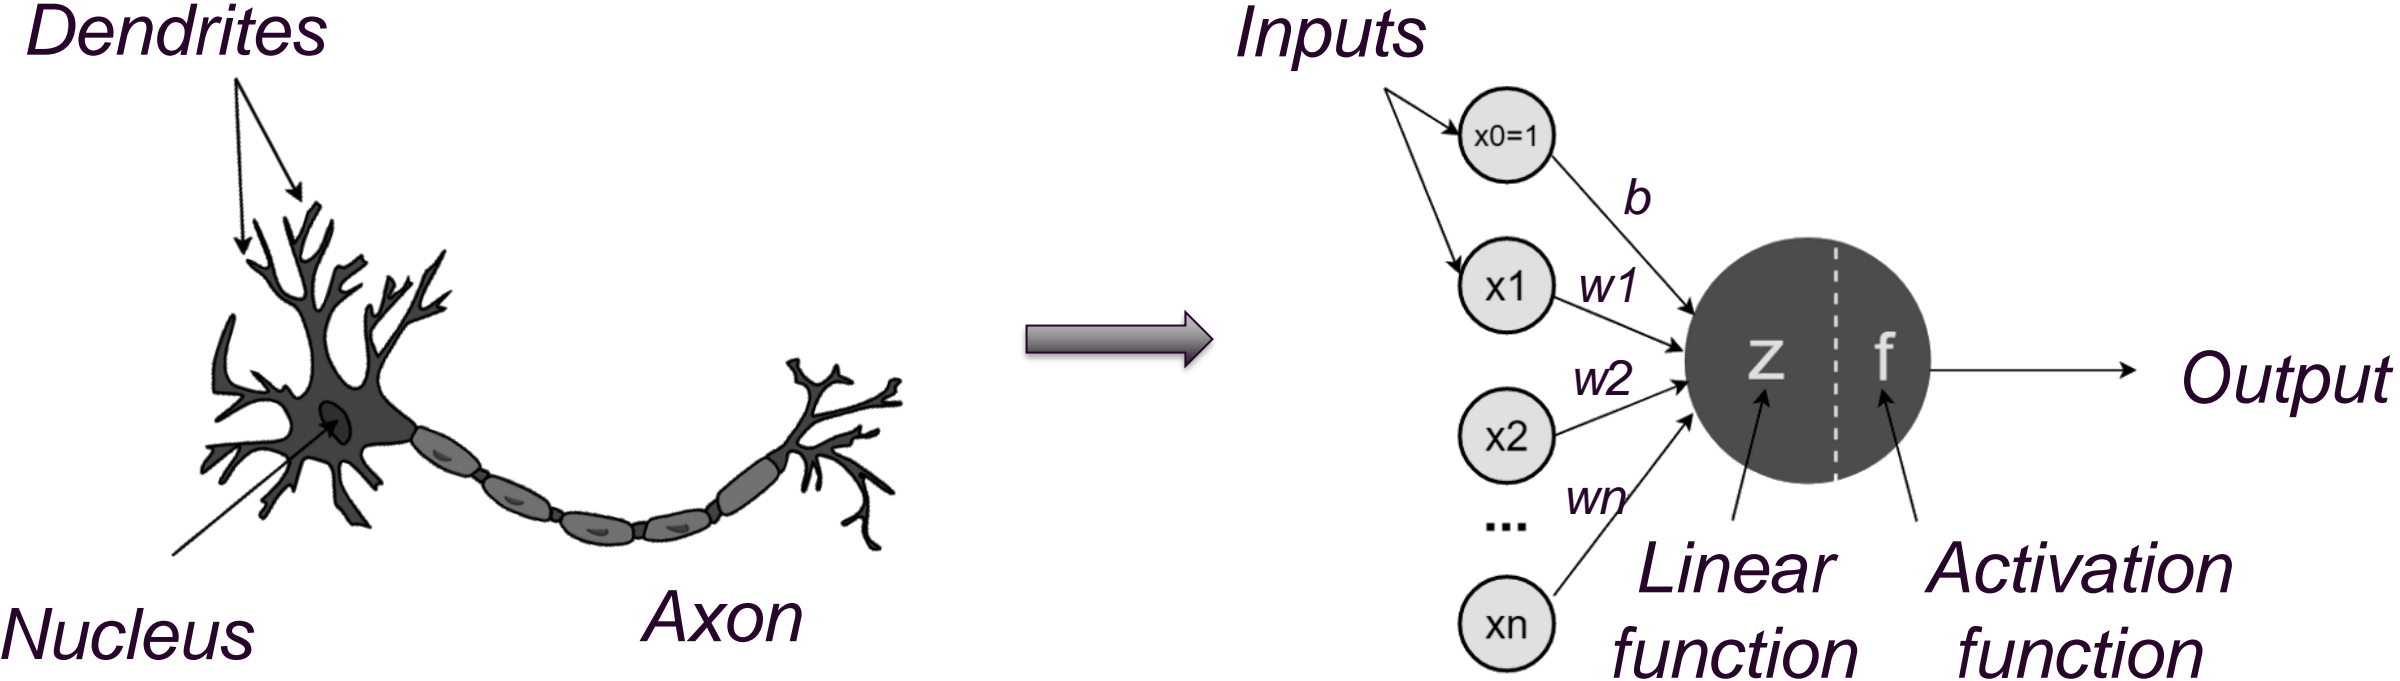 Dendrites
Nucleus
Axon
Inputs
x0=1
x1
x2
...
xn
b
w1
w2
wn
z
f
Linear
function
Activation
function
Output